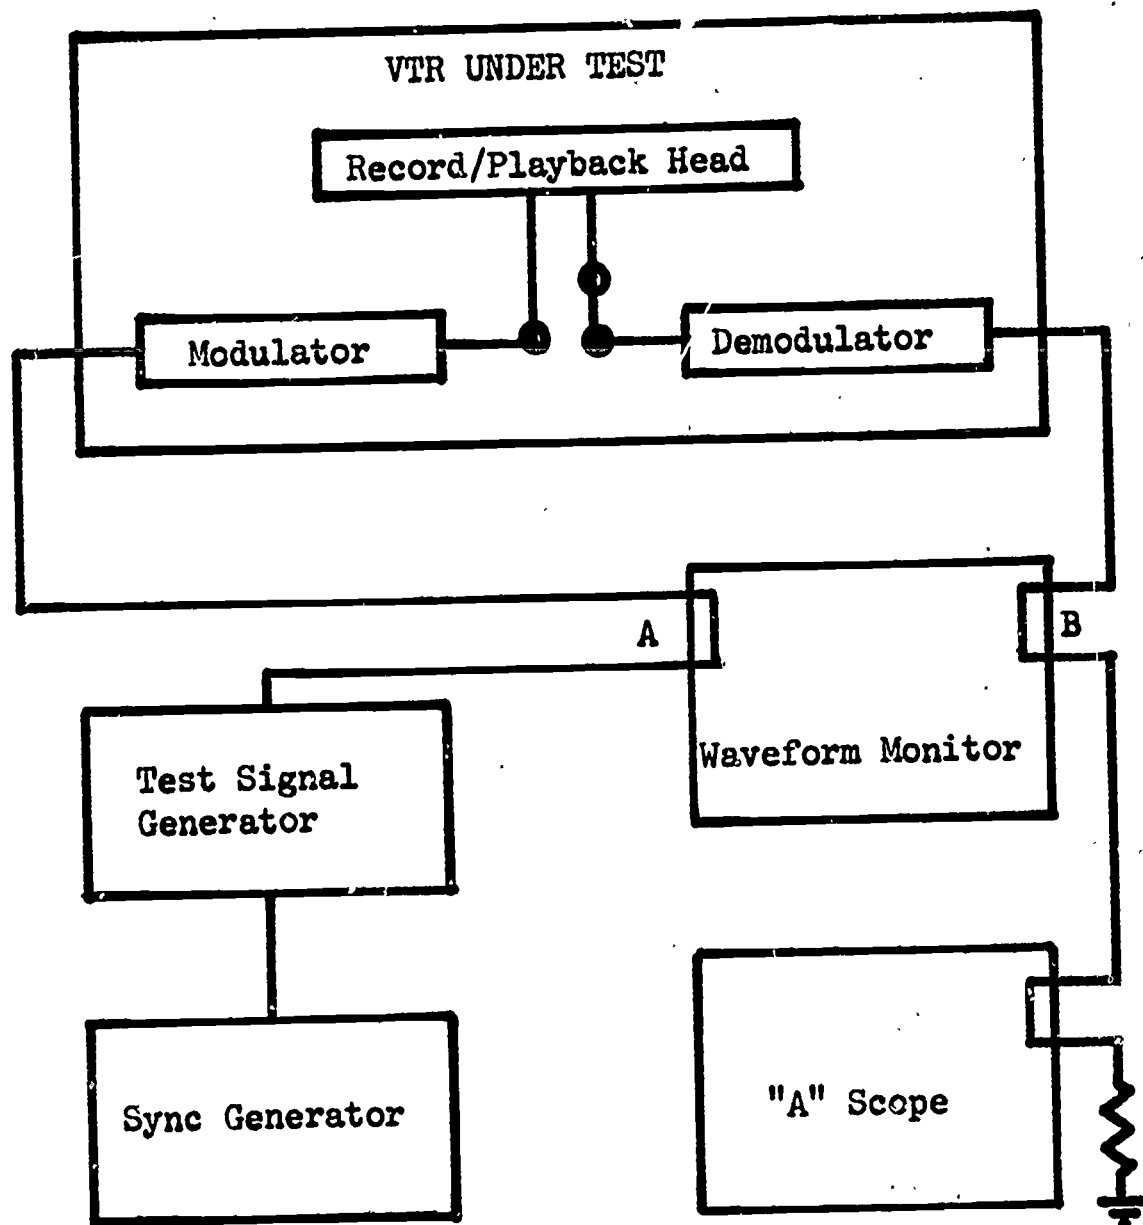 VTR UNDER TEST
Record/Playback Head
Modulator
Demodulator
A
B
Waveform Monitor
Test Signal
Generator
Sync Generator
"A" Scope